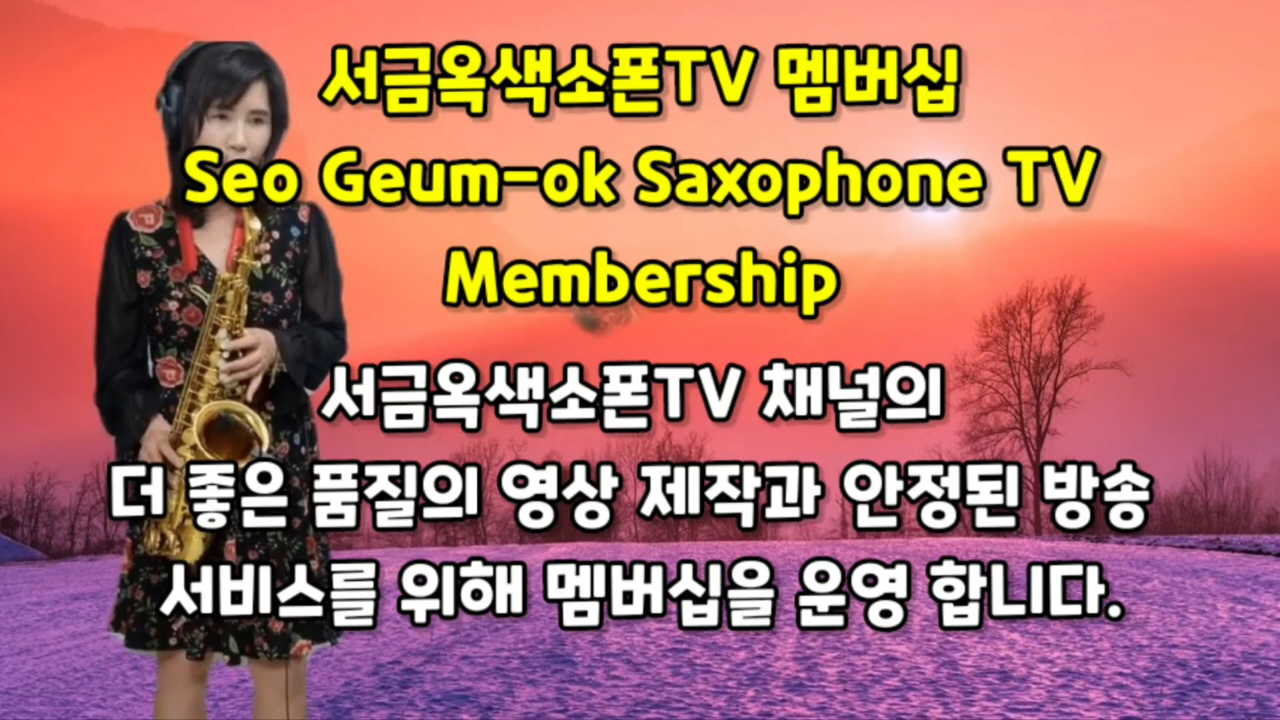 서금옥색소폰TV 멤버십
Seo Geum-ok Saxophone TV
Membership
서금옥색소폰TV 채널의
더 좋은 품질의 영상 제작과 안정된 방송
서비스를 위해 멤버십을 운영 합니다.